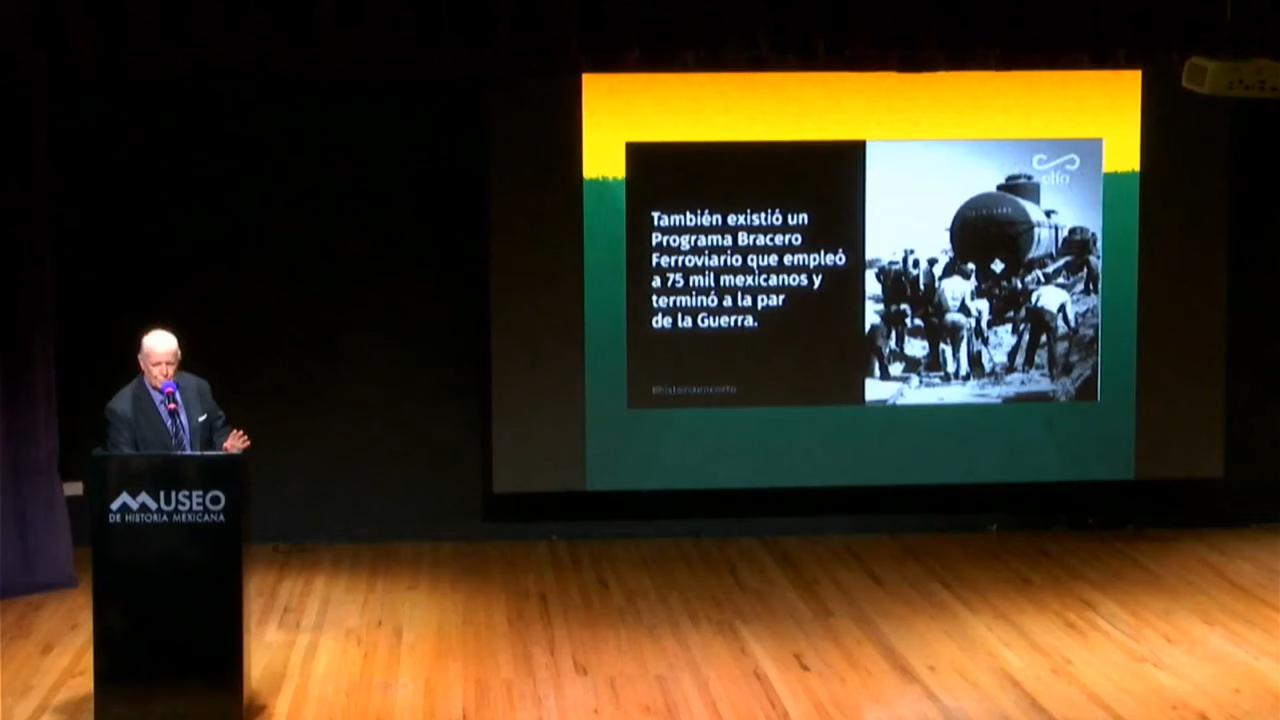 También existió un
Programa Bracero
Ferroviario que empleó
a 75 mil mexicanos y
terminó a la par
de la Guerra.
clío
MUSEO
DE HISTORIA MEXICANA